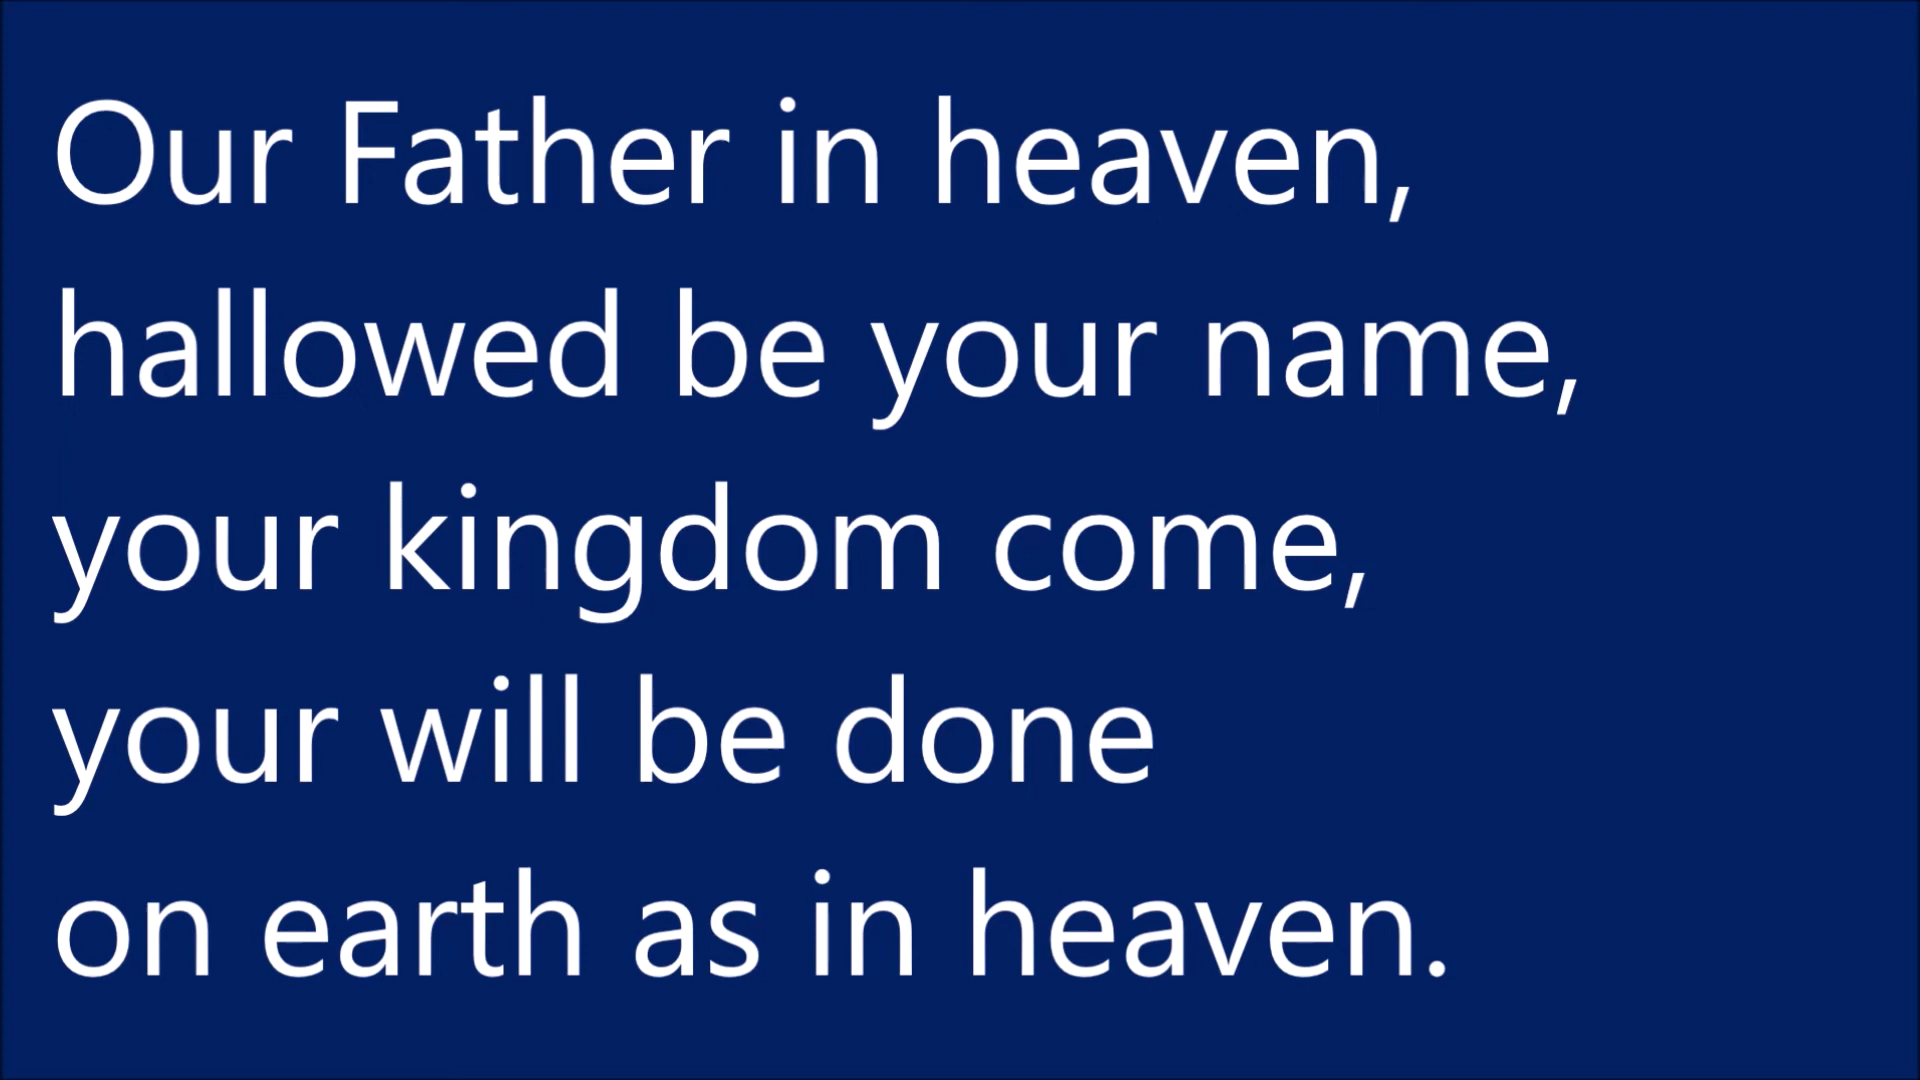 Our Father in heaven,
hallowed be your name,
your kingdom come,
your will be done
on earth as in heaven.